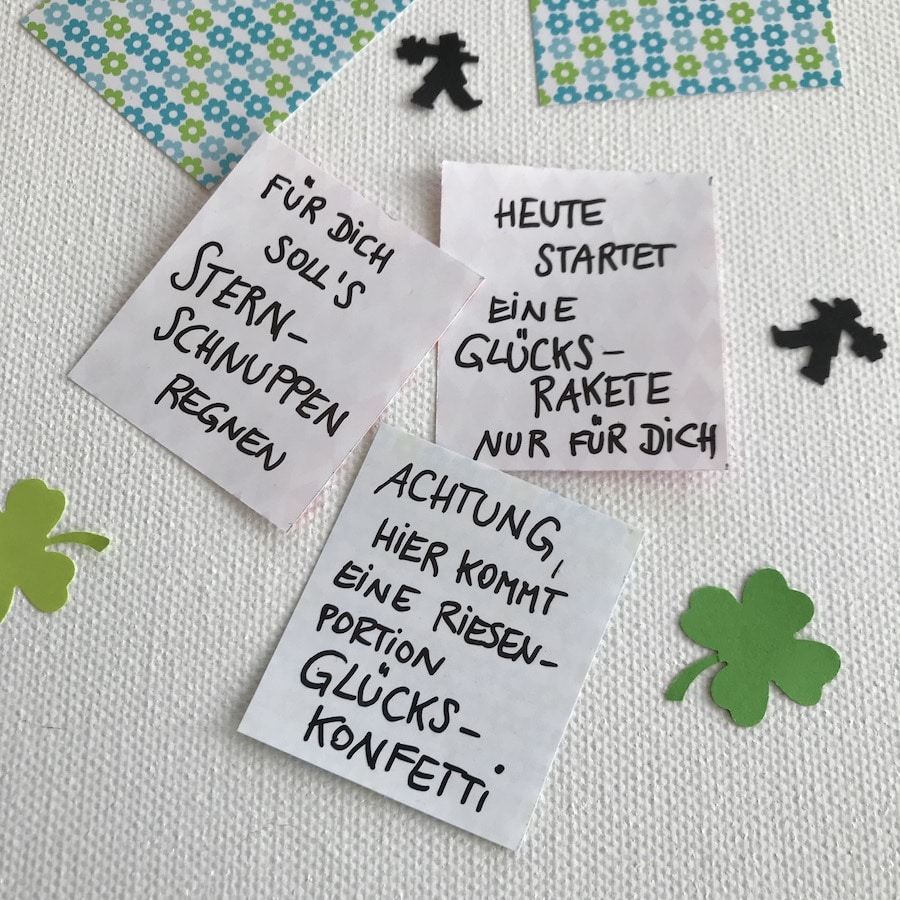 FÜR DiCH
SOLL'S
STERN-
SCHNUPPEN
REGNEN
HEUTE
STARTET
EiNE
GLÜCKS-
RAKETE
NUR FÜR DiCH
ACHTUNG,
HiER KOMMT
EiNE RiESEN-
PORTiON
GLÜCKS-
KONFETTi